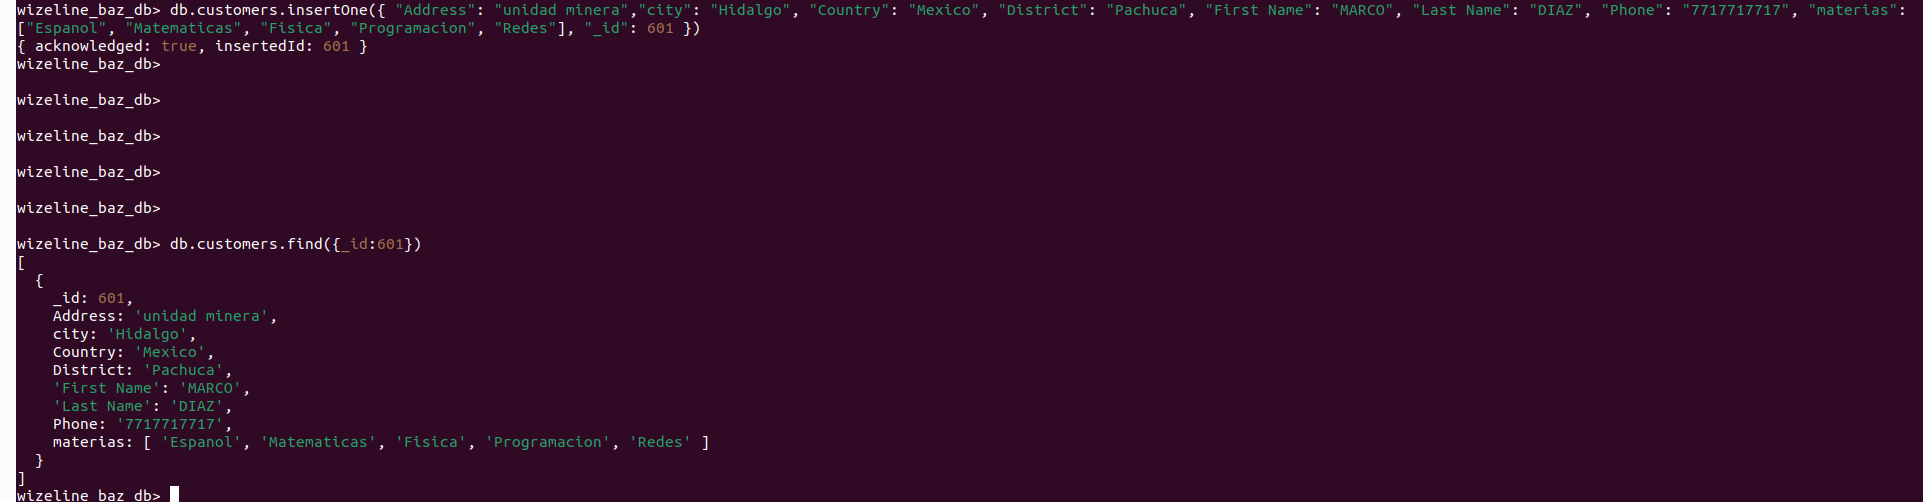 wizeline_baz_db> db.customers.insertOne({ "Address": "unidad minera","city": "Hidalgo", "Country": "Mexico", "District": "Pachuca", "First Name": "MARCO", "Last Name": "DIAZ", "Phone": "7717717717", "materias":
["Espanol", "Matematicas", "Fisica", "Programacion", "Redes"], "_id": 601 })
{ acknowledged: true, insertedId: 601 }
wizeline_baz_db>
wizeline_baz_db>
wizeline_baz_db>
wizeline_baz_db>
wizeline_baz_db>
wizeline_baz_db> db.customers.find({_id:601})
[
  {
    _id: 601,
    Address: 'unidad minera',
    city: 'Hidalgo',
    Country: 'Mexico',
    District: 'Pachuca',
    'First Name': 'MARCO',
    'Last Name': 'DIAZ',
    Phone: '7717717717',
    materias: [ 'Espanol', 'Matematicas', 'Fisica', 'Programacion', 'Redes' ]
  }
]
wizeline_baz_db>